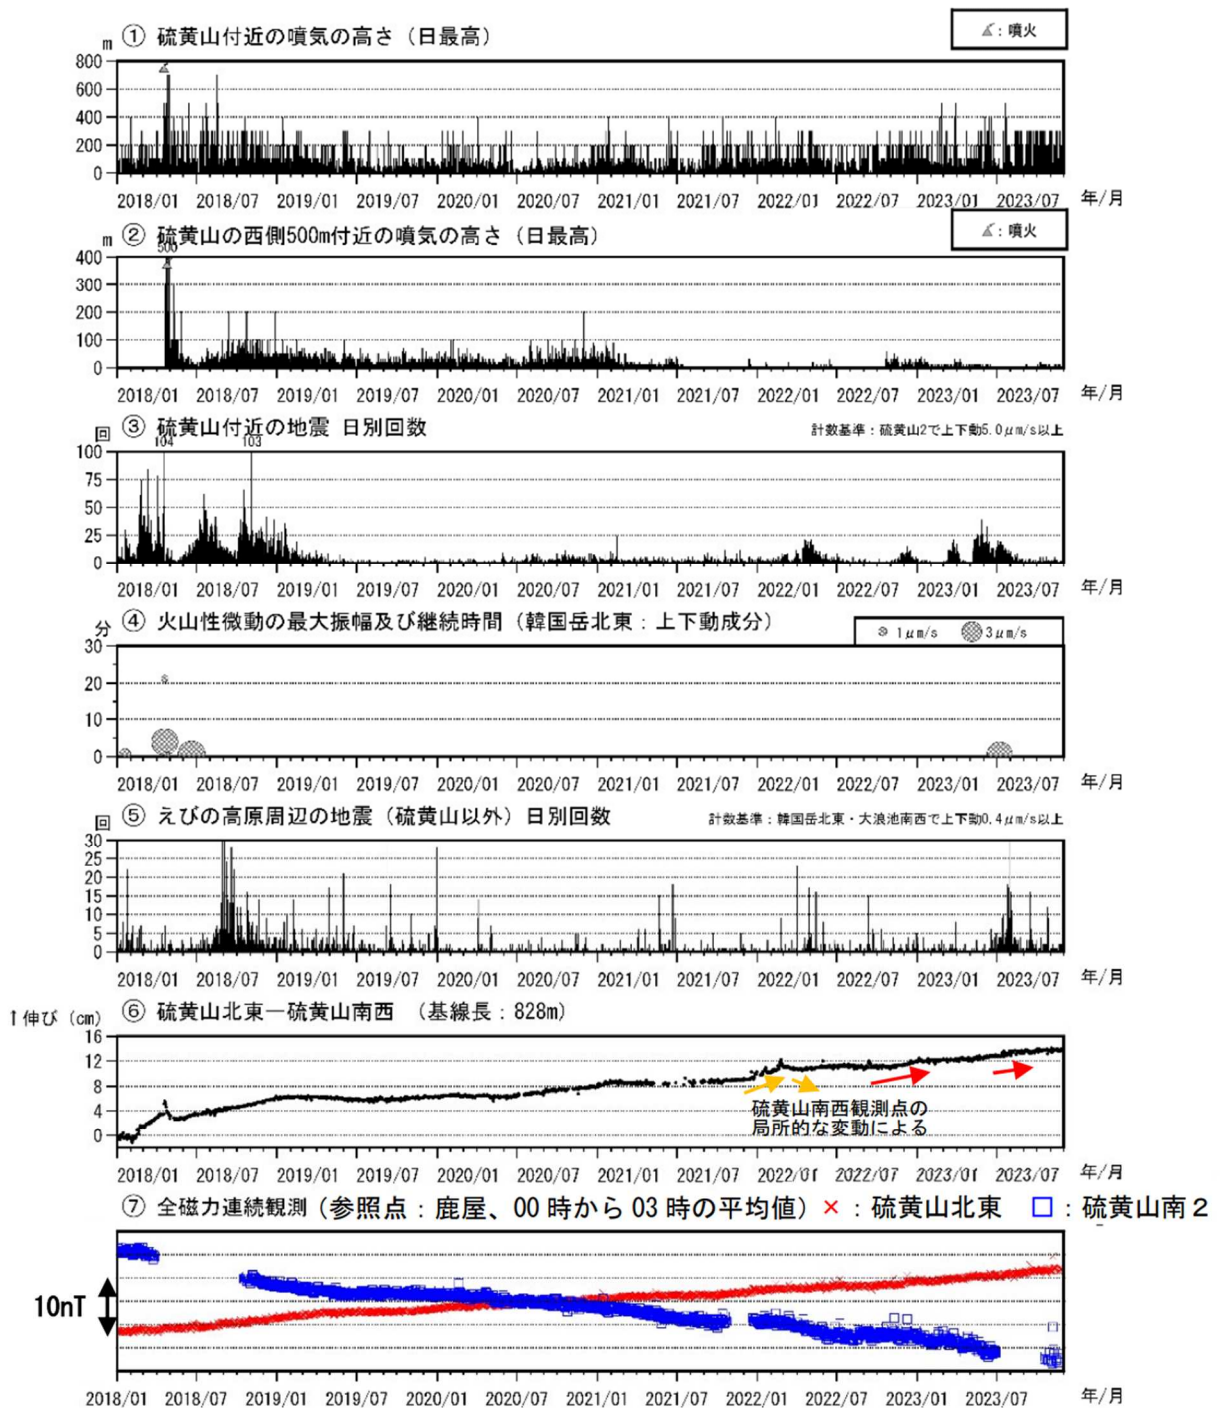 ① 硫黄山付近の噴気の高さ（日最高）
：噴火
m
800
600
400
200
0
2018/01 2018/07 2019/01 2019/07 2020/01 2020/07 2021/01 2021/07 2022/01 2022/07 2023/01 2023/07 年/月
② 硫黄山の西側500m付近の噴気の高さ（日最高）
：噴火
m
500
400
300
200
100
0
2018/01 2018/07 2019/01 2019/07 2020/01 2020/07 2021/01 2021/07 2022/01 2022/07 2023/01 2023/07 年/月
③ 硫黄山付近の地震 日別回数
計数基準：硫黄山2で上下動5.0μm/s以上
回
104 103
100
75
50
25
0
2018/01 2018/07 2019/01 2019/07 2020/01 2020/07 2021/01 2021/07 2022/01 2022/07 2023/01 2023/07 年/月
④ 火山性微動の最大振幅及び継続時間（韓国岳北東：上下動成分）
分
1μm/s 3μm/s
30
20
10
0
2018/01 2018/07 2019/01 2019/07 2020/01 2020/07 2021/01 2021/07 2022/01 2022/07 2023/01 2023/07 年/月
⑤ えびの高原周辺の地震（硫黄山以外）日別回数
計数基準：韓国岳北東・大浪池南西で上下動0.4μm/s以上
回
30
25
20
15
10
5
0
2018/01 2018/07 2019/01 2019/07 2020/01 2020/07 2021/01 2021/07 2022/01 2022/07 2023/01 2023/07 年/月
↑伸び（cm）
⑥ 硫黄山北東ー硫黄山南西 （基線長：828m）
16
12
8
4
0
硫黄山南西観測点の
局所的な変動による
2018/01 2018/07 2019/01 2019/07 2020/01 2020/07 2021/01 2021/07 2022/01 2022/07 2023/01 2023/07 年/月
⑦ 全磁力連続観測（参照点：鹿屋、00時から03時の平均値）×：硫黄山北東 □：硫黄山南２
10nT
2018/01 2018/07 2019/01 2019/07 2020/01 2020/07 2021/01 2021/07 2022/01 2022/07 2023/01 2023/07 年/月